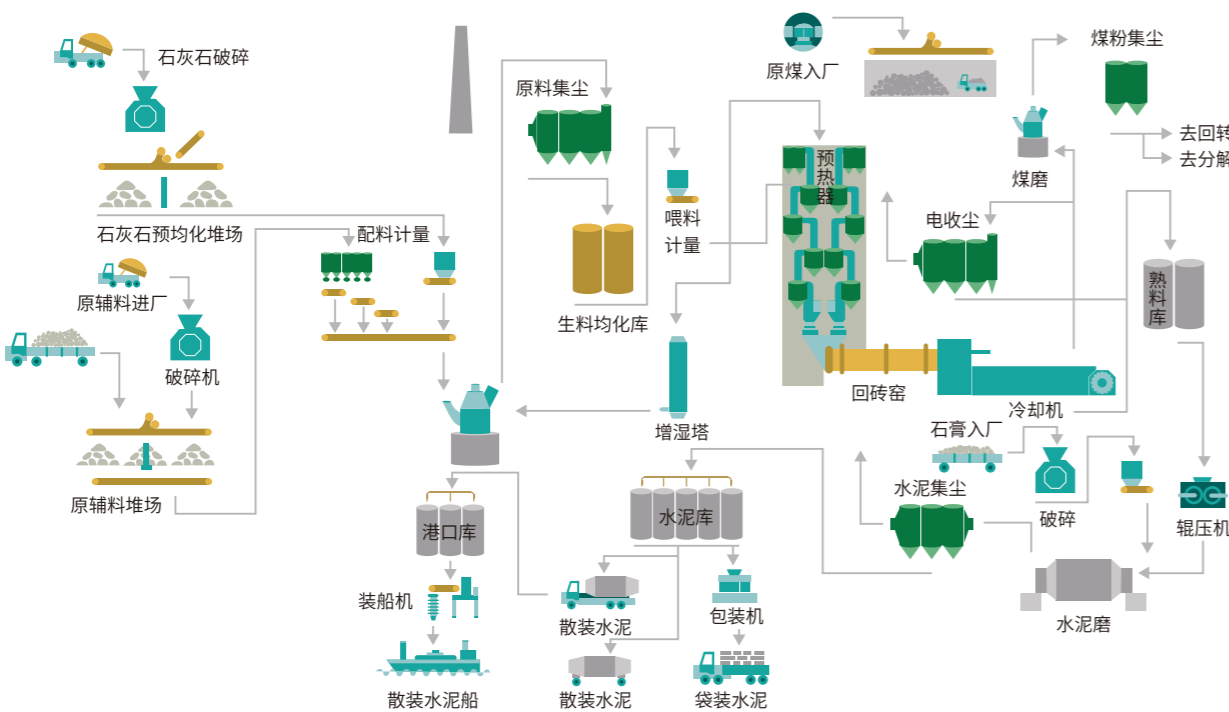 石灰石破碎
石灰石预均化堆场
原辅料进厂
破碎机
原辅料堆场
配料计量
原料集尘
生料均化库
喂料
计量
增湿塔
预热器
原煤入厂
煤磨
煤粉集尘
去回转
去分解
电收尘
熟料库
回砖窑
冷却机
石膏入厂
破碎
辊压机
水泥集尘
水泥磨
水泥库
港口库
装船机
散装水泥船
散装水泥
散装水泥
包装机
袋装水泥